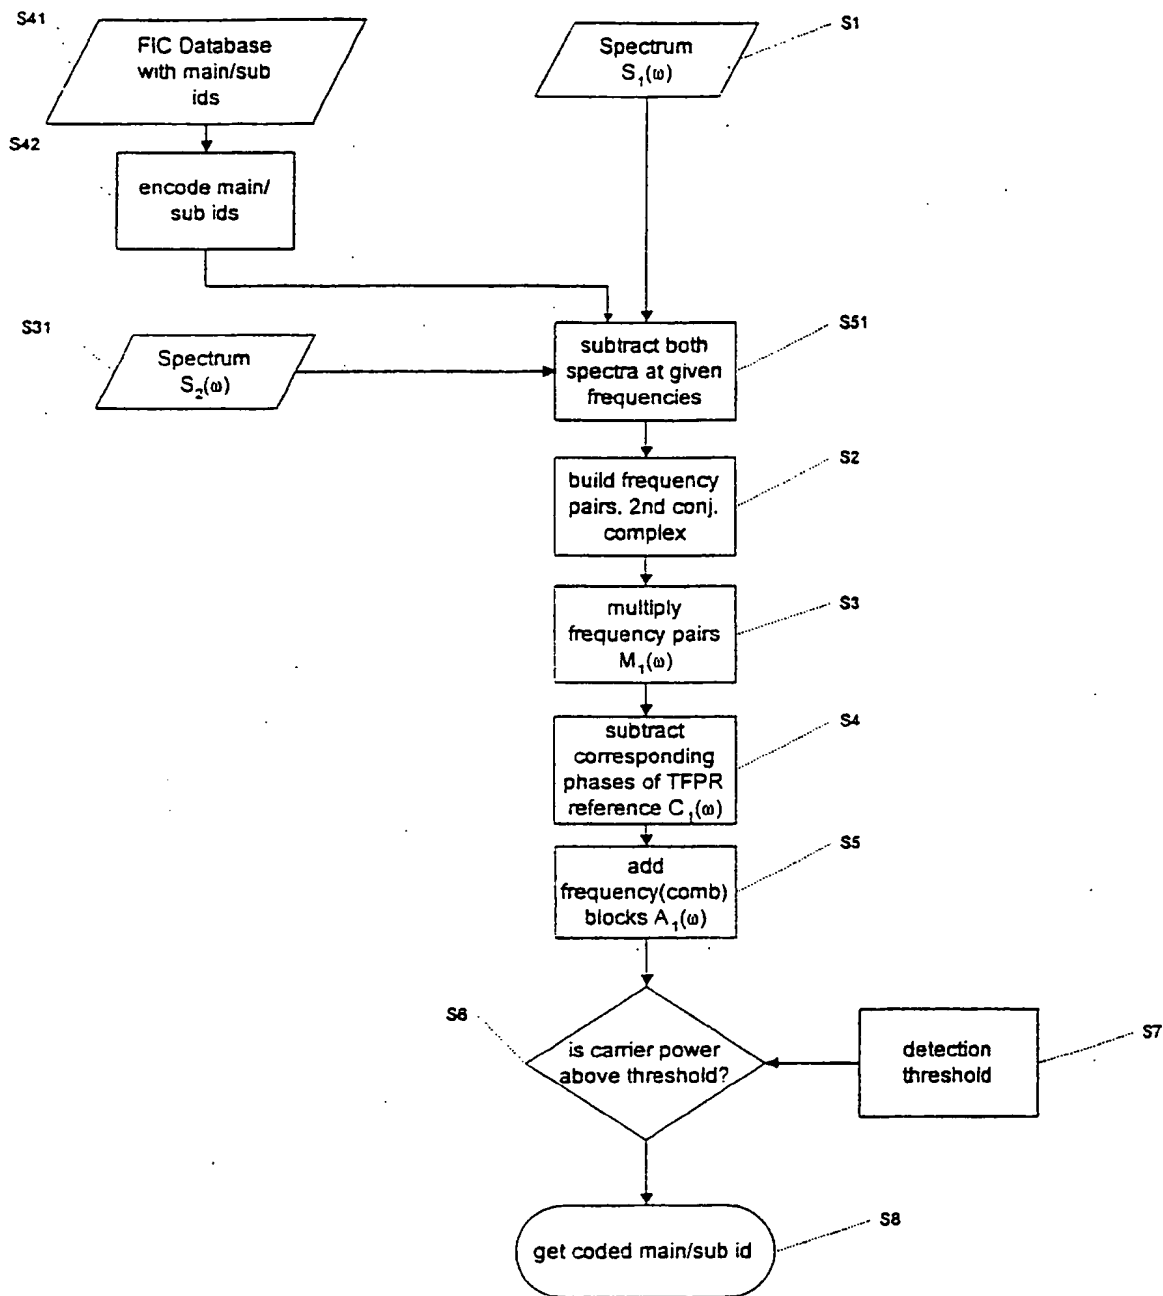 S41
FIC Database
with main/sub
ids
S1
Spectrum
S₁(ω)
S42
encode main/
sub ids
S31
Spectrum
S₂(ω)
S51
subtract both
spectra at given
frequencies
S2
build frequency
pairs. 2nd conj.
complex
S3
multiply
frequency pairs
M₁(ω)
S4
subtract
corresponding
phases of TFPR
reference C₁(ω)
S5
add
frequency(comb)
blocks A₁(ω)
S6
is carrier power
above threshold?
S7
detection
threshold
S8
get coded main/sub id